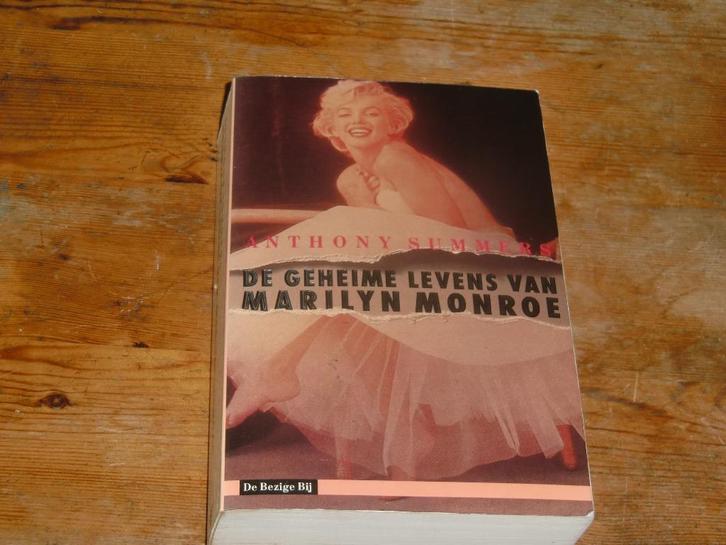 ANTHONY SUMMERS
DE GEHEIME LEVENS VAN
MARILYN MONROE
De Bezige Bij